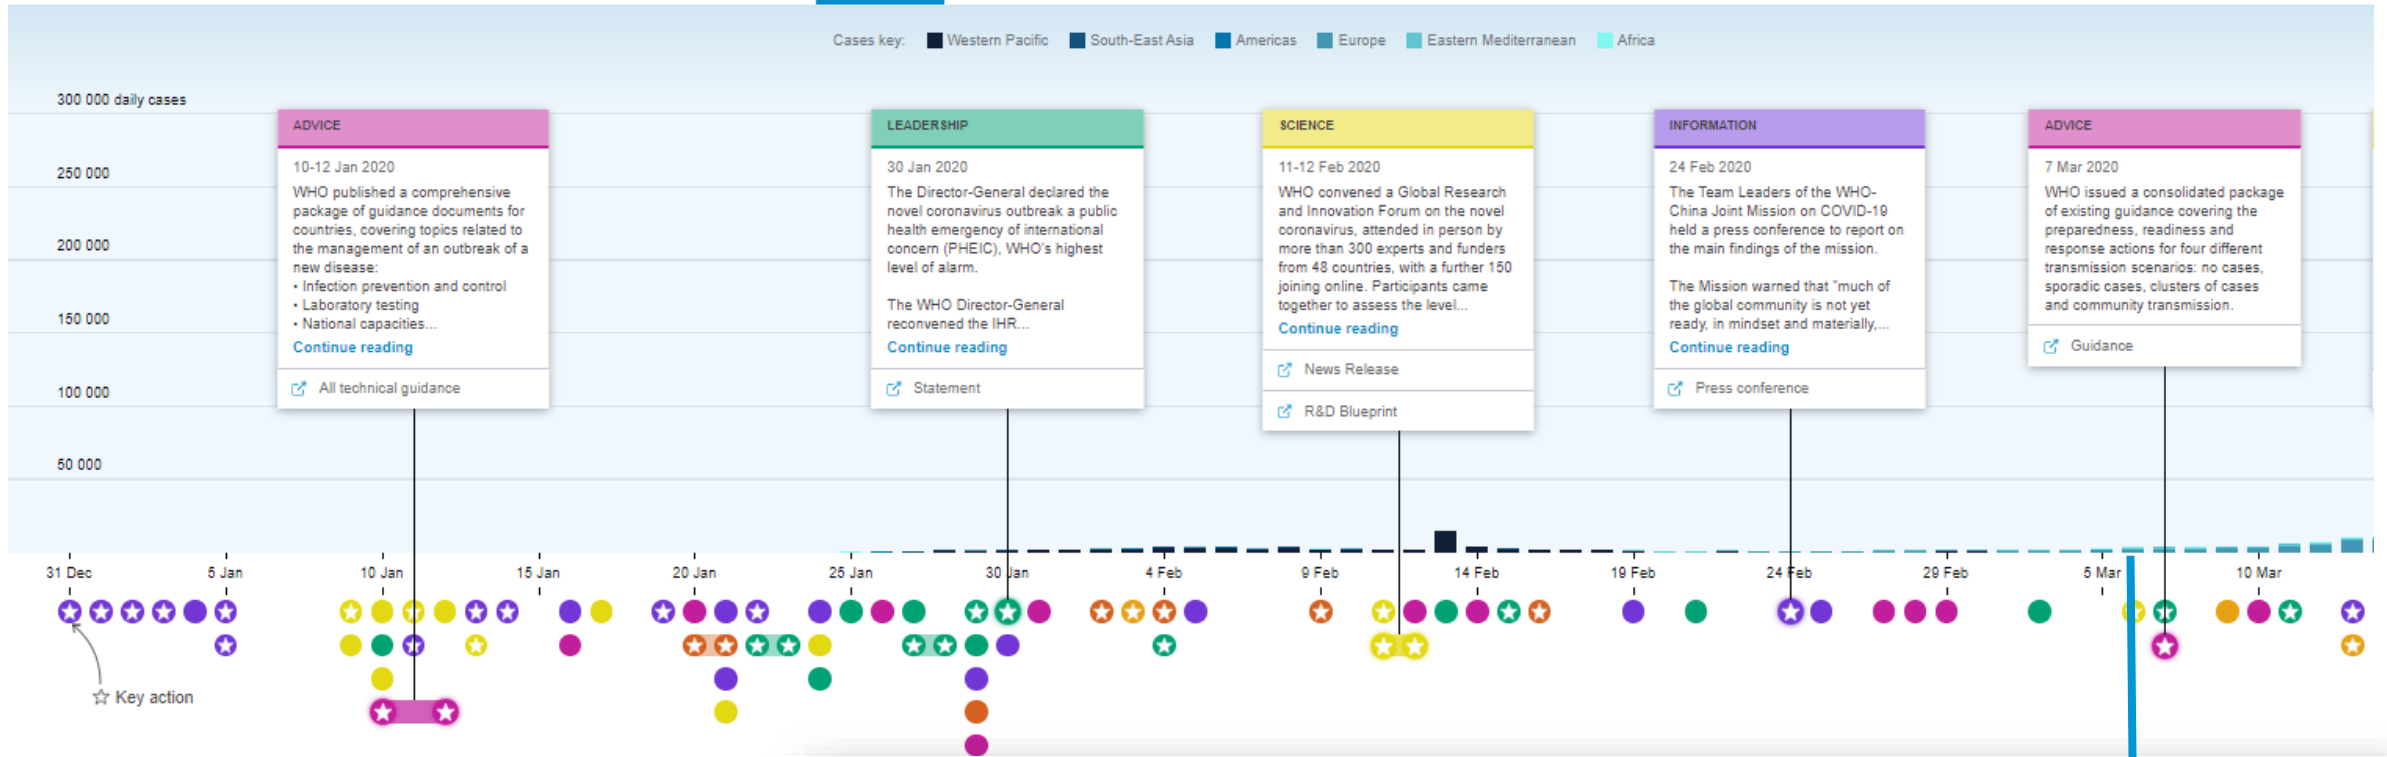 Cases key: Western Pacific South-East Asia Americas Europe Eastern Mediterranean Africa
300 000 daily cases
250 000
200 000
150 000
100 000
50 000
ADVICE
10-12 Jan 2020
WHO published a comprehensive
package of guidance documents for
countries, covering topics related to
the management of an outbreak of a
new disease:
• Infection prevention and control
• Laboratory testing
• National capacities...
Continue reading
All technical guidance
LEADERSHIP
30 Jan 2020
The Director-General declared the
novel coronavirus outbreak a public
health emergency of international
concern (PHEIC), WHO's highest
level of alarm.
The WHO Director-General
reconvened the IHR...
Continue reading
Statement
SCIENCE
11-12 Feb 2020
WHO convened a Global Research
and Innovation Forum on the novel
coronavirus, attended in person by
more than 300 experts and funders
from 48 countries, with a further 150
joining online. Participants came
together to assess the level...
Continue reading
News Release
R&D Blueprint
INFORMATION
24 Feb 2020
The Team Leaders of the WHO-
China Joint Mission on COVID-19
held a press conference to report on
the main findings of the mission.
The Mission warned that "much of
the global community is not yet
ready, in mindset and materially,...
Continue reading
Press conference
ADVICE
7 Mar 2020
WHO issued a consolidated package
of existing guidance covering the
preparedness, readiness and
response actions for four different
transmission scenarios: no cases,
sporadic cases, clusters of cases
and community transmission.
Guidance
31 Dec 5 Jan 10 Jan 15 Jan 20 Jan 25 Jan 30 Jan 4 Feb 9 Feb 14 Feb 19 Feb 24 Feb 29 Feb 5 Mar 10 Mar
Key action